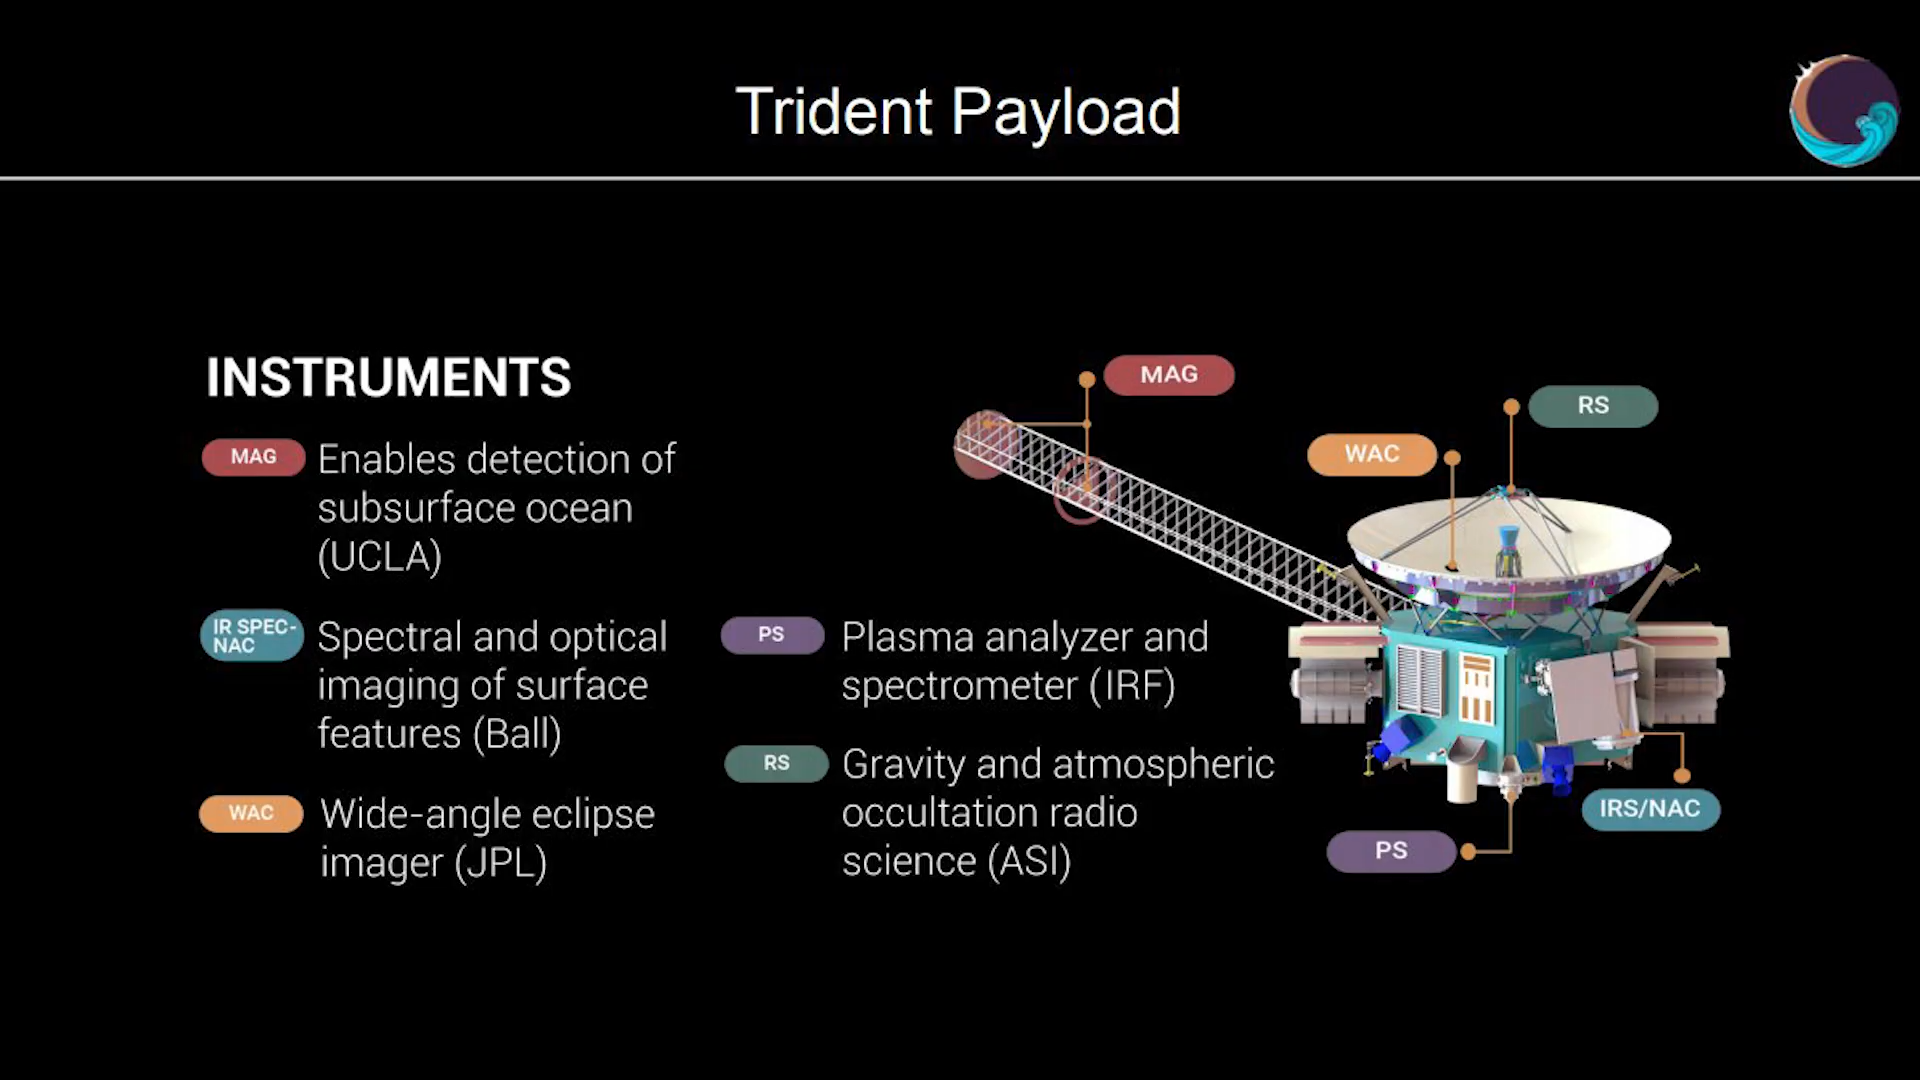 Trident Payload
INSTRUMENTS
MAG
Enables detection of
subsurface ocean
(UCLA)
IR SPEC-
NAC
Spectral and optical
imaging of surface
features (Ball)
WAC
Wide-angle eclipse
imager (JPL)
PS
Plasma analyzer and
spectrometer (IRF)
RS
Gravity and atmospheric
occultation radio
science (ASI)
MAG
RS
WAC
IRS/NAC
PS